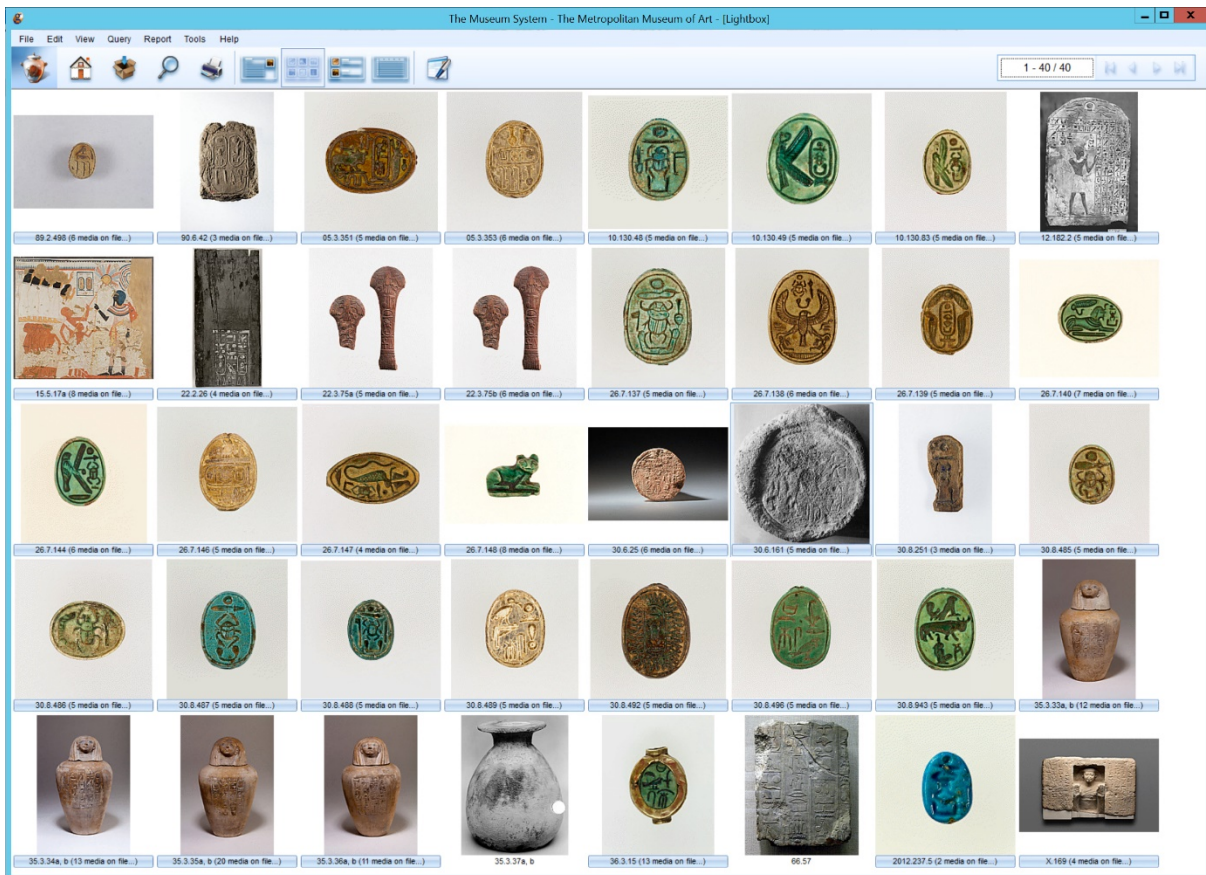 The Museum System - The Metropolitan Museum of Art - [Lightbox]
File Edit View Query Report Tools Help
1 - 40 / 40
89.2.498 (6 media on file...) 90.6.42 (3 media on file...) 05.3.351 (5 media on file...) 05.3.353 (6 media on file...) 10.130.48 (5 media on file...) 10.130.49 (5 media on file...) 10.130.83 (5 media on file...) 12.182.2 (5 media on file...)
15.5.17a (8 media on file...) 22.2.26 (4 media on file...) 22.3.75a (5 media on file...) 22.3.75b (6 media on file...) 26.7.137 (5 media on file...) 26.7.138 (6 media on file...) 26.7.139 (5 media on file...) 26.7.140 (7 media on file...)
26.7.144 (6 media on file...) 26.7.146 (5 media on file...) 26.7.147 (4 media on file...) 26.7.148 (8 media on file...) 30.6.25 (6 media on file...) 30.6.161 (5 media on file...) 30.8.251 (3 media on file...) 30.8.485 (5 media on file...)
30.8.486 (5 media on file...) 30.8.487 (5 media on file...) 30.8.488 (5 media on file...) 30.8.489 (5 media on file...) 30.8.492 (5 media on file...) 30.8.496 (5 media on file...) 30.8.943 (5 media on file...) 35.3.33a, b (12 media on file...)
35.3.34a, b (13 media on file...) 35.3.35a, b (20 media on file...) 35.3.36a, b (11 media on file...) 35.3.37a, b 36.3.15 (13 media on file...) 66.57 2012.237.5 (2 media on file...) X.169 (4 media on file...)